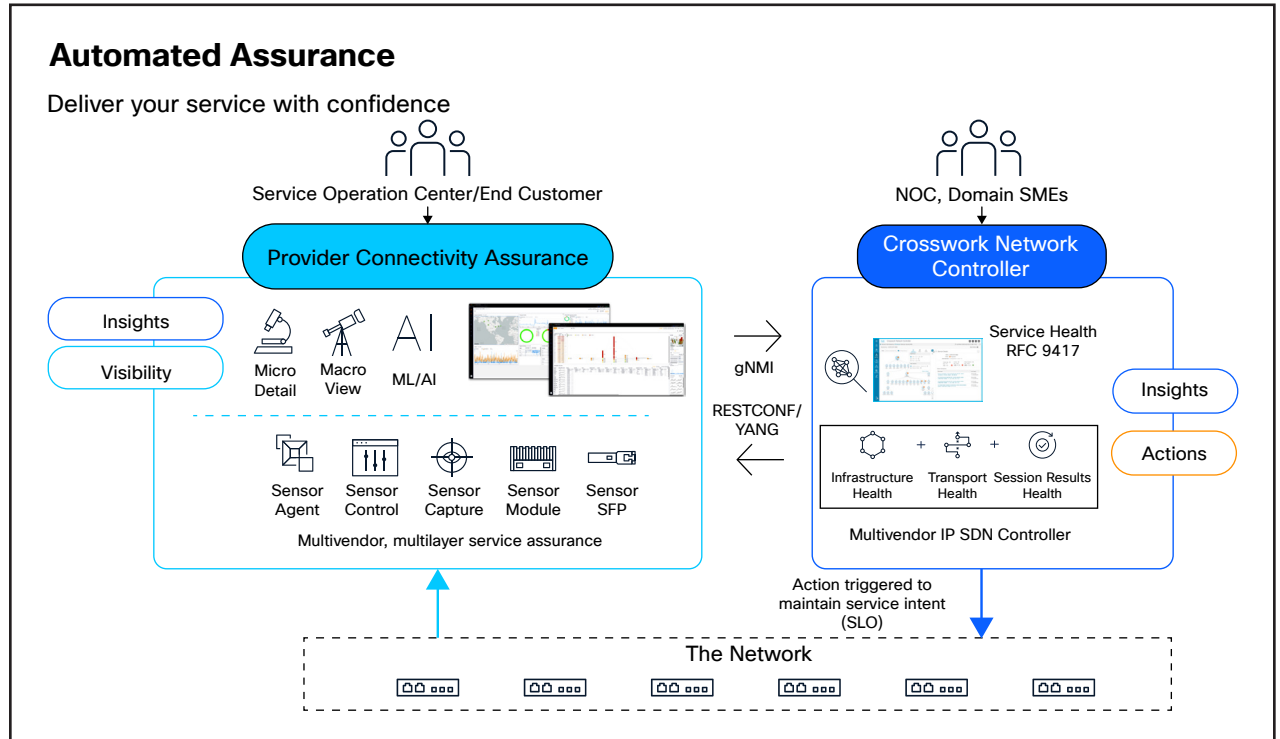 Automated Assurance
Deliver your service with confidence
Service Operation Center/End Customer
NOC, Domain SMEs
Provider Connectivity Assurance
Crosswork Network
Controller
Insights
Visibility
Micro
Detail
Macro
View
AI
ML/AI
gNMI
RESTCONF/
YANG
Service Health
RFC 9417
Insights
Actions
Sensor
Agent
Sensor
Control
Sensor
Capture
Sensor
Module
Sensor
SFP
Multivendor, multilayer service assurance
+
+
Infrastructure
Health
Transport
Health
Session Results
Health
Multivendor IP SDN Controller
Action triggered to
maintain service intent
(SLO)
The Network